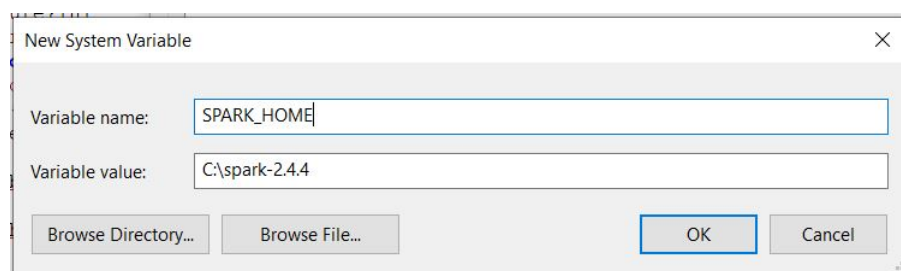 New System Variable
Variable name:
SPARK_HOME
Variable value:
C:\spark-2.4.4
Browse Directory...
Browse File...
OK
Cancel